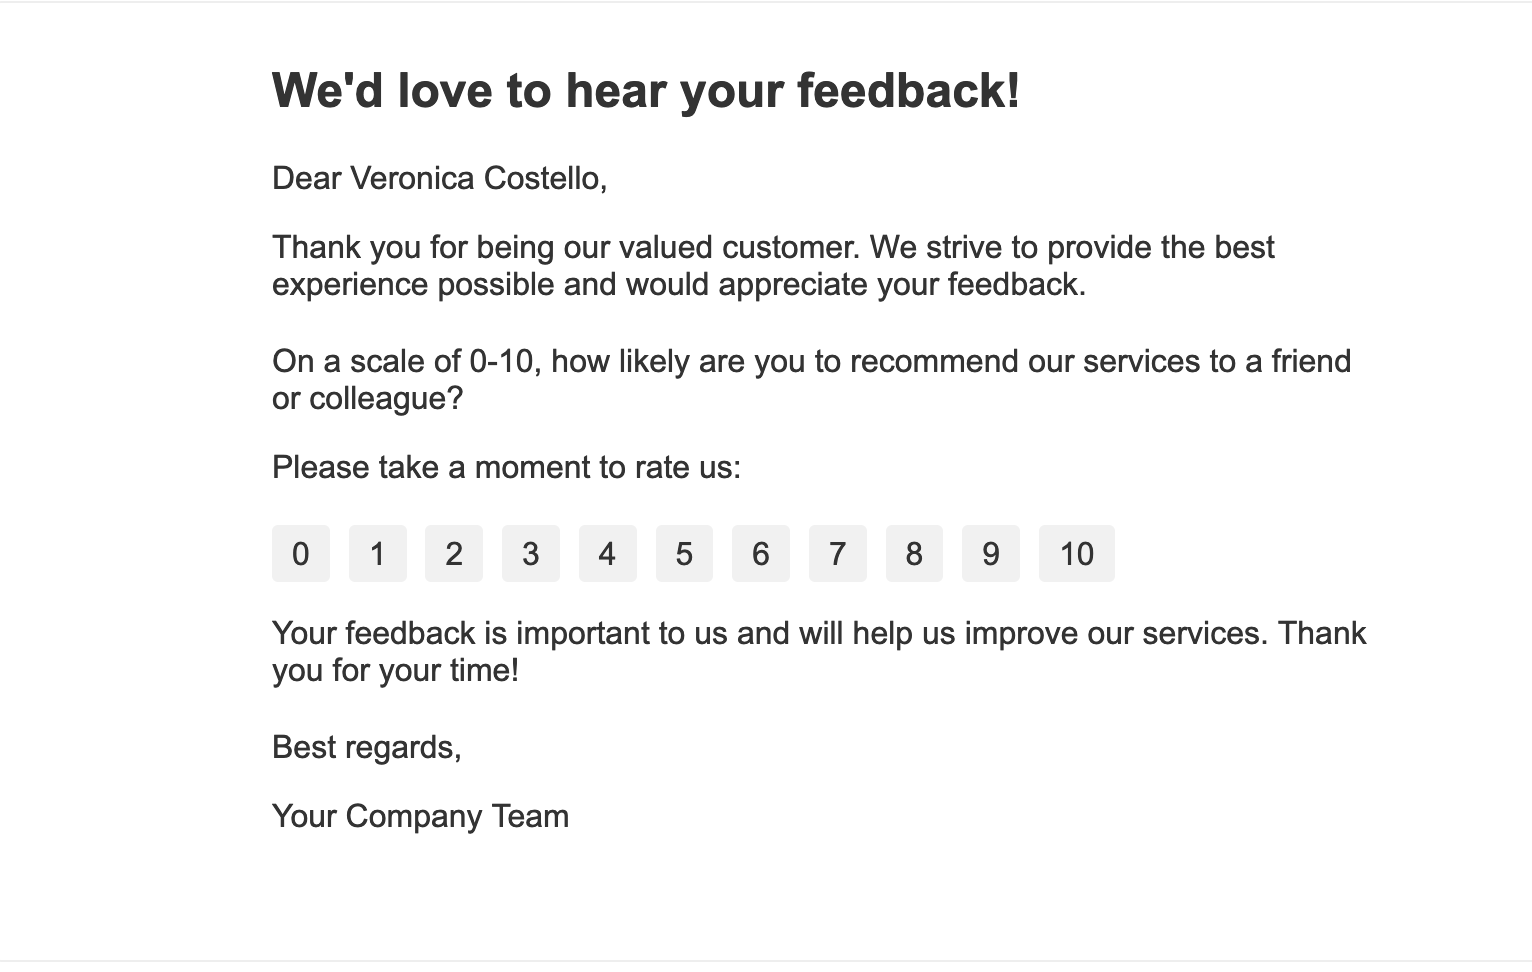 We'd love to hear your feedback!
Dear Veronica Costello,
Thank you for being our valued customer. We strive to provide the best
experience possible and would appreciate your feedback.
On a scale of 0-10, how likely are you to recommend our services to a friend
or colleague?
Please take a moment to rate us:
0 1 2 3 4 5 6 7 8 9 10
Your feedback is important to us and will help us improve our services. Thank
you for your time!
Best regards,
Your Company Team